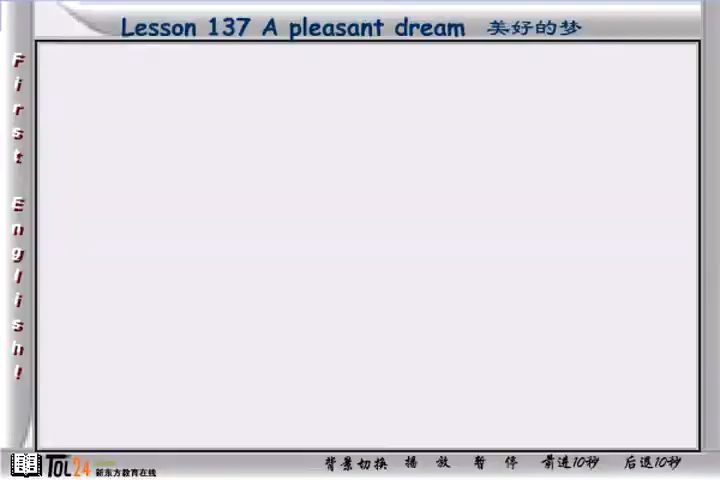 Lesson 137 A pleasant dream 美好的梦
First English!
TOL24 新东方教育在线
背景切换 播 放 暂 停 前进10秒 后退10秒